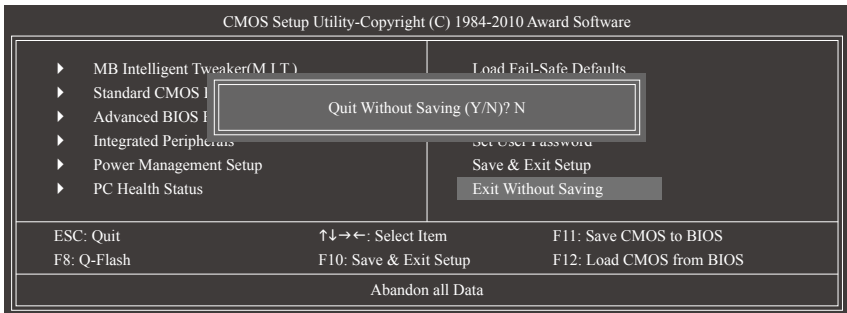 CMOS Setup Utility-Copyright (C) 1984-2010 Award Software
MB Intelligent Tweaker(M.I.T.)
Standard CMOS
Advanced BIOS
Integrated Peripherals
Power Management Setup
PC Health Status
Load Fail-Safe Defaults
Set User Password
Save & Exit Setup
Exit Without Saving
Quit Without Saving (Y/N)? N
ESC: Quit
↑↓→←: Select Item
F11: Save CMOS to BIOS
F8: Q-Flash
F10: Save & Exit Setup
F12: Load CMOS from BIOS
Abandon all Data